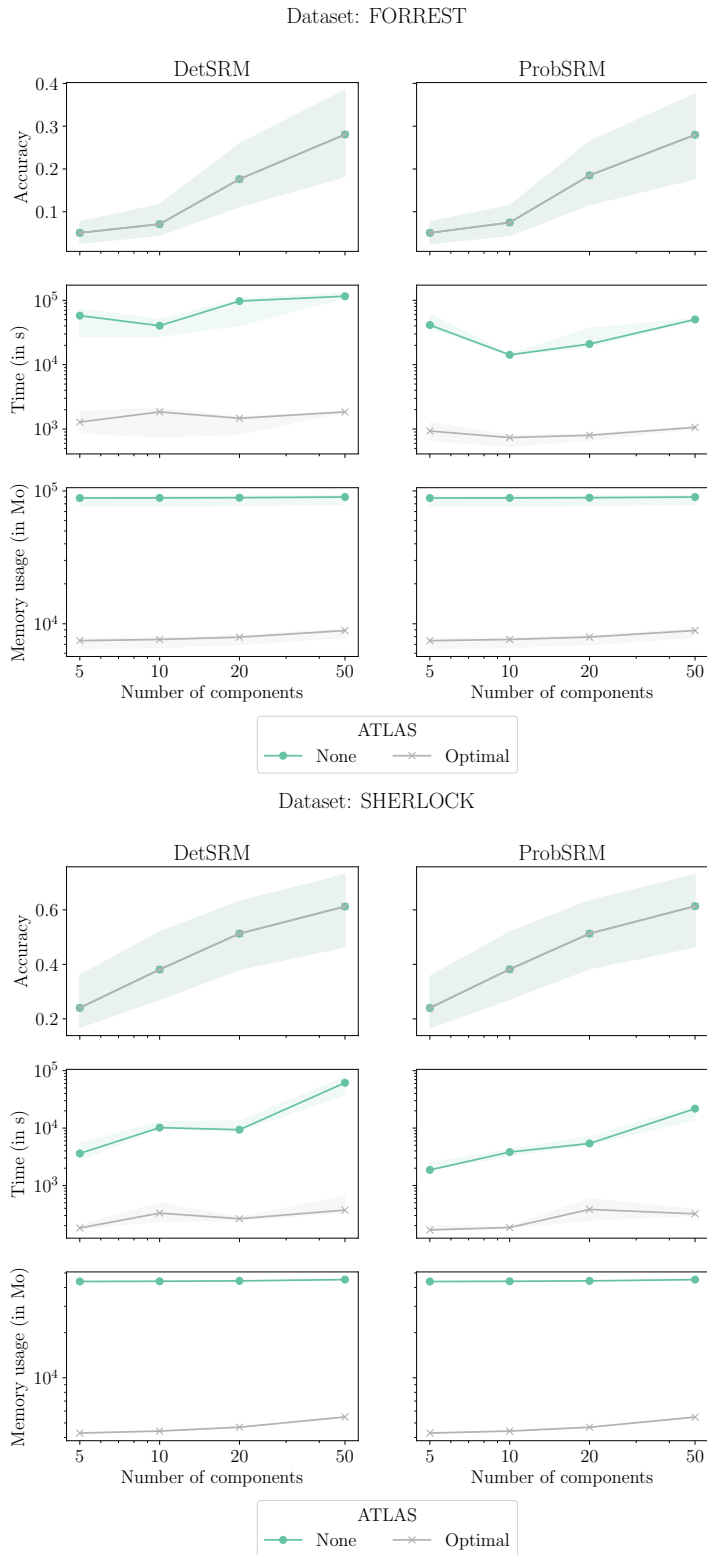 Dataset: FORREST
DetSRM
ProbSRM
Accuracy
0.4
0.3
0.2
0.1
Time (in s)
10^5
10^4
10^3
Memory usage (in Mo)
10^5
10^4
5 10 20 50
5 10 20 50
Number of components
Number of components
ATLAS
None Optimal
Dataset: SHERLOCK
DetSRM
ProbSRM
Accuracy
0.6
0.4
0.2
Time (in s)
10^5
10^4
10^3
Memory usage (in Mo)
10^4
5 10 20 50
5 10 20 50
Number of components
Number of components
ATLAS
None Optimal